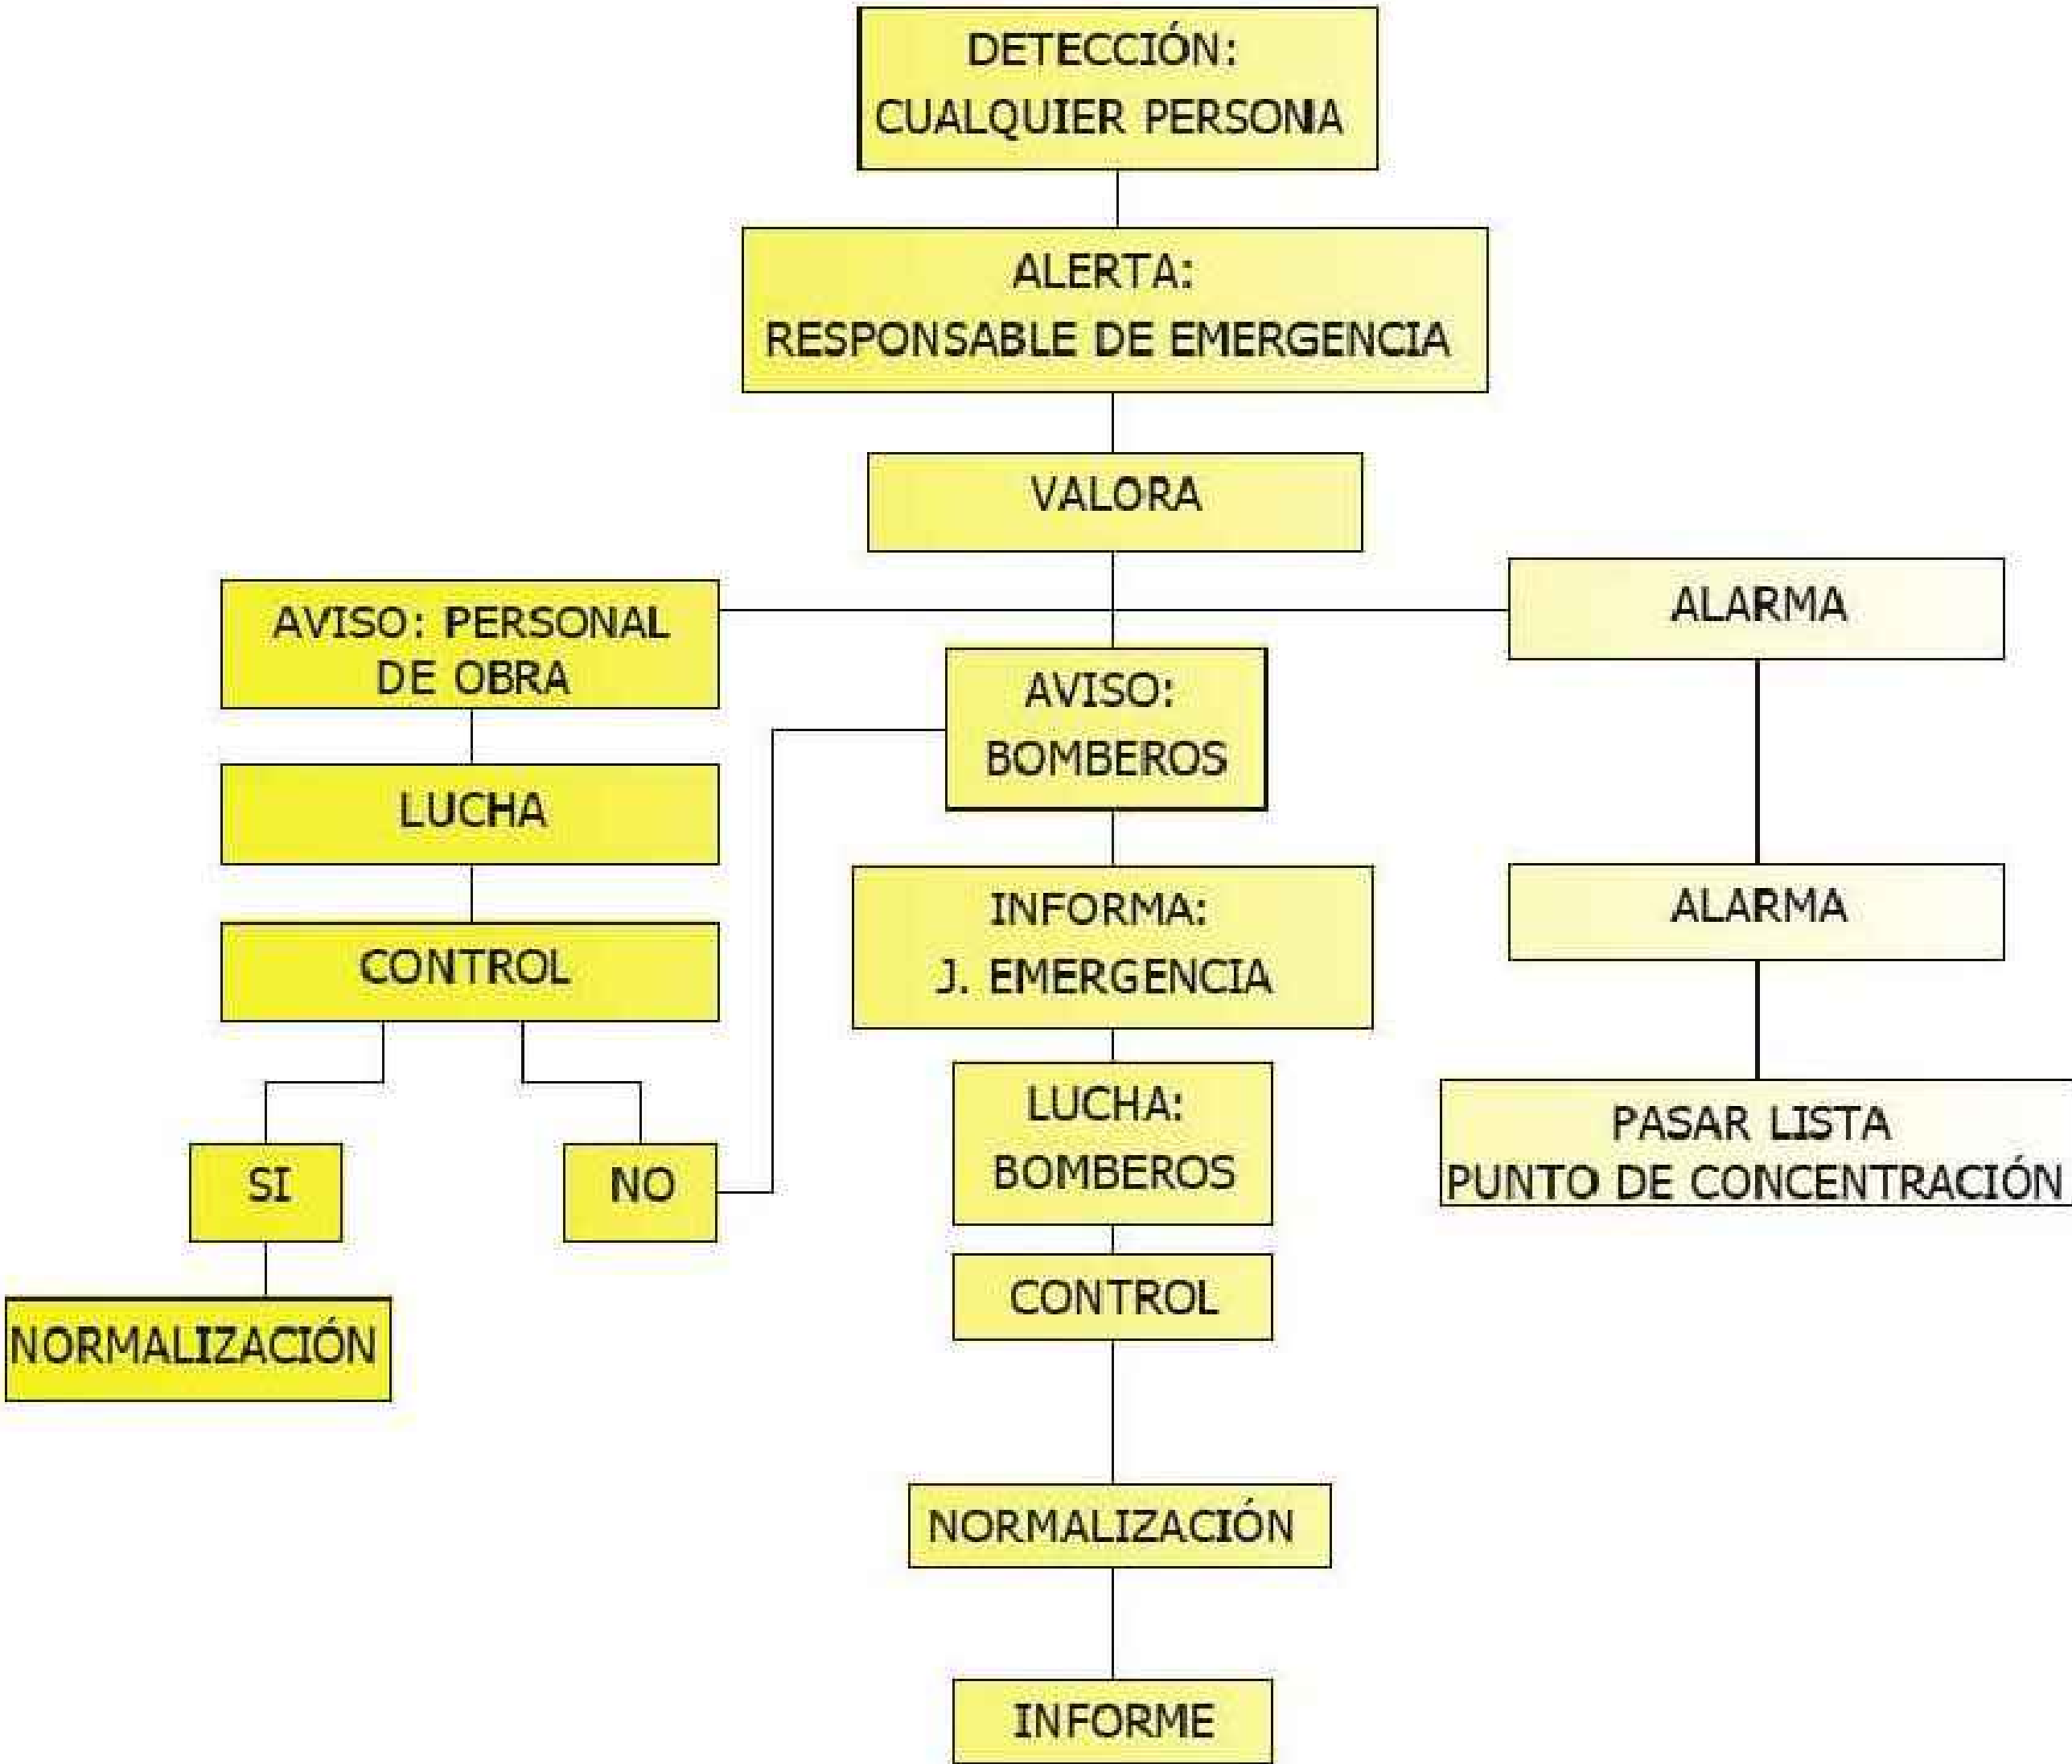 DETECCIÓN:
CUALQUIER PERSONA
ALERTA:
RESPONSABLE DE EMERGENCIA
VALORA
AVISO: PERSONAL
DE OBRA
LUCHA
CONTROL
SI
NO
NORMALIZACIÓN
AVISO:
BOMBEROS
INFORMA:
J. EMERGENCIA
LUCHA:
BOMBEROS
CONTROL
NORMALIZACIÓN
INFORME
ALARMA
ALARMA
PASAR LISTA
PUNTO DE CONCENTRACIÓN